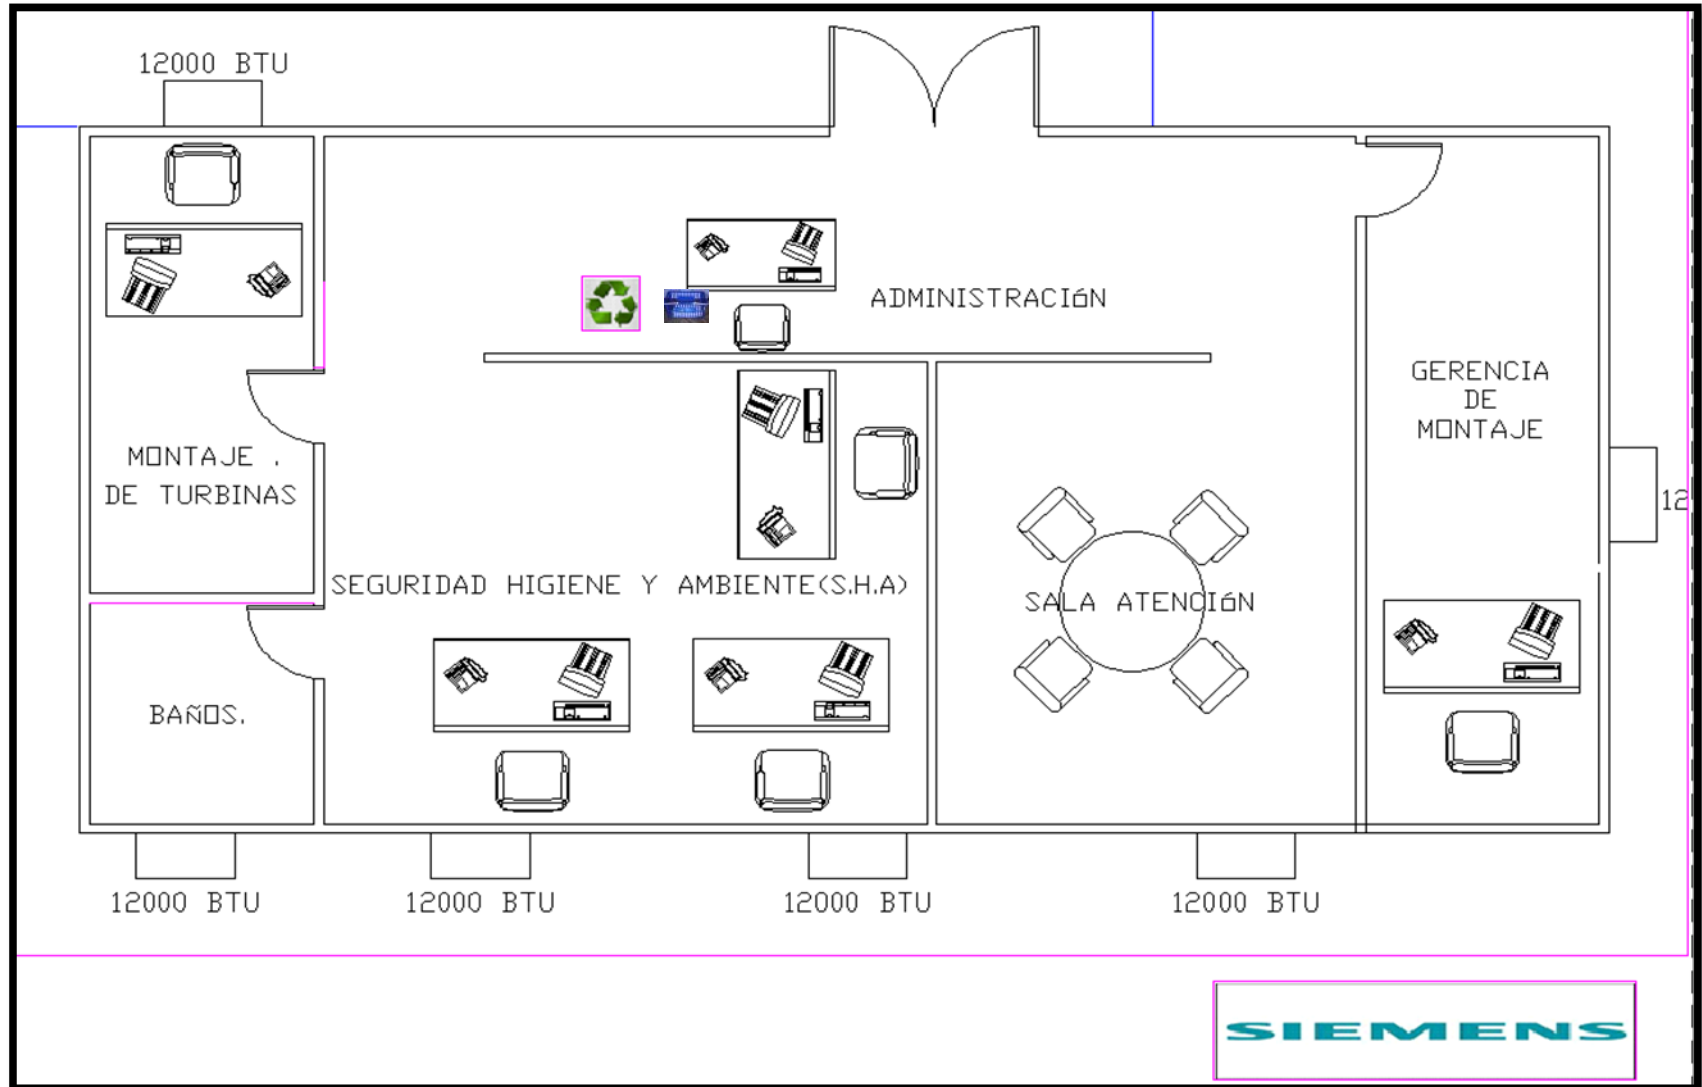 12000 BTU
ADMINISTRACIóN
GERENCIA
DE
MONTAJE
MONTAJE .
DE TURBINAS
12
SEGURIDAD HIGIENE Y AMBIENTE(S.H.A)
SALA ATENCIóN
BAñOS.
12000 BTU
12000 BTU
12000 BTU
12000 BTU
SIEMENS